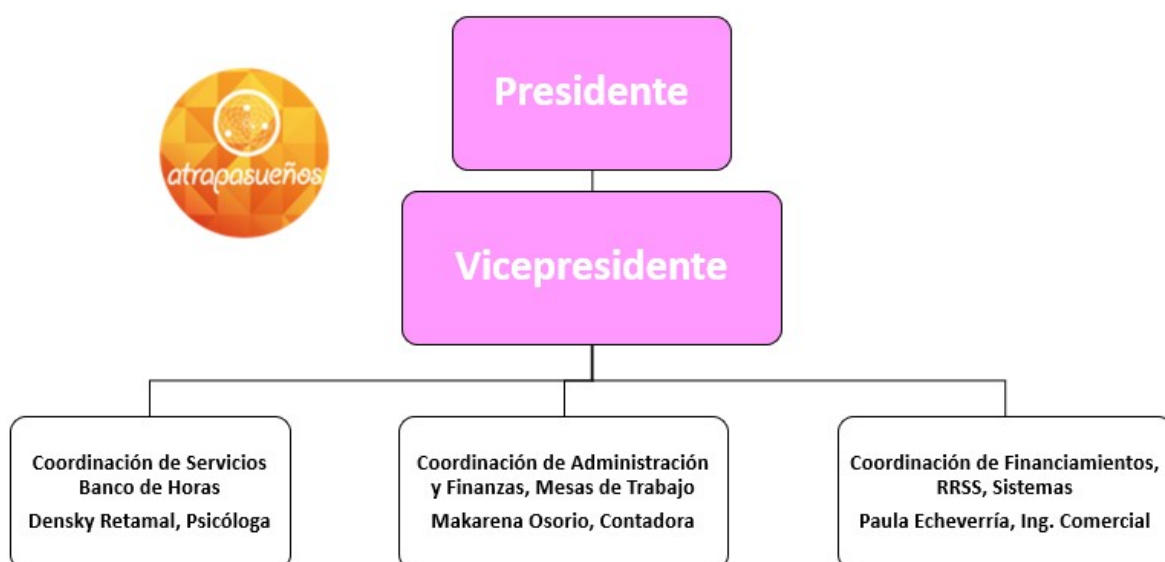 Presidente
atrapasueños
Vicepresidente
Coordinación de Servicios
Banco de Horas
Densky Retamal, Psicóloga
Coordinación de Administración
y Finanzas, Mesas de Trabajo
Makarena Osorio, Contadora
Coordinación de Financiamientos,
RRSS, Sistemas
Paula Echeverría, Ing. Comercial